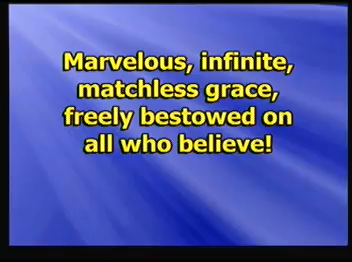 Marvelous, infinite,
matchless grace,
freely bestowed on
all who believe!